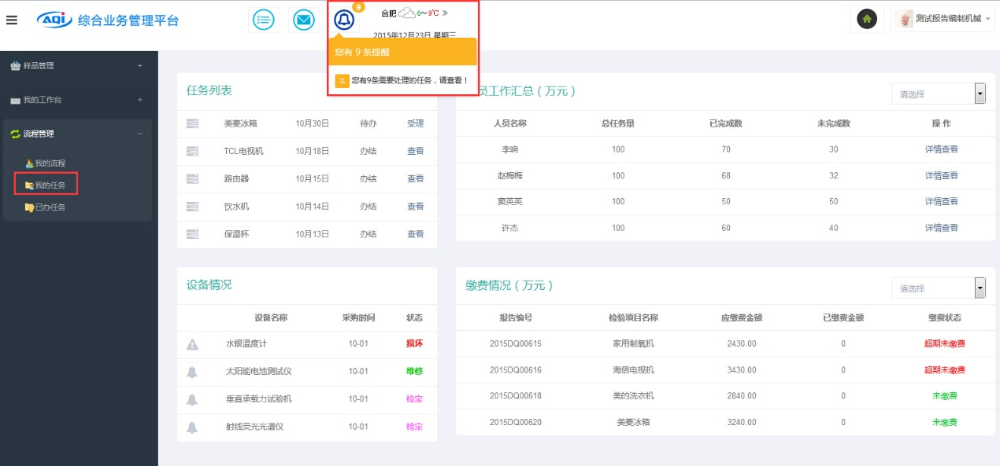 AQI 综合业务管理平台
9
合肥 6~9℃ »
2015年12月23日 星期三
您有 9 条提醒
您有9条需要处理的任务，请查看！
测试报告编制机械
样品管理 +
我的工作台 +
流程管理 −
我的流程
我的任务
已办任务
任务列表
美菱冰箱 10月30日 待办 受理
TCL电视机 10月18日 办结 查看
路由器 10月15日 办结 查看
饮水机 10月14日 办结 查看
保温杯 10月13日 办结 查看
员工作汇总（万元）
请选择
人员名称 总任务量 已完成数 未完成数 操 作
李响 100 70 30 详情查看
赵梅梅 100 68 32 详情查看
窦英英 100 50 50 详情查看
许杰 100 60 40 详情查看
设备情况
设备名称 采购时间 状态
水银温度计 10-01 损坏
太阳能电池测试仪 10-01 维修
垂直承载力试验机 10-01 检定
射线荧光光谱仪 10-01 检定
缴费情况（万元）
请选择
报告编号 检验项目名称 应缴费金额 已缴费金额 缴费状态
2015DQ00615 家用制氧机 2430.00 0 超期未缴费
2015DQ00616 海信电视机 3430.00 0 超期未缴费
2015DQ00618 美的洗衣机 2840.00 0 未缴费
2015DQ00620 美菱冰箱 3240.00 0 未缴费